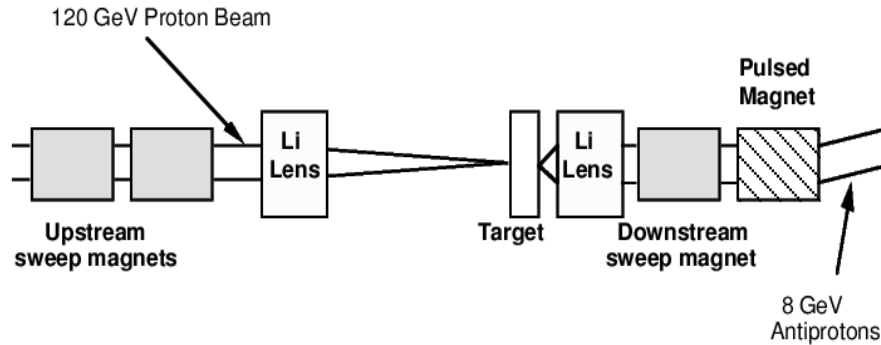 120 GeV Proton Beam
Pulsed
Magnet
Li
Lens
Li
Lens
Upstream
sweep magnets
Target
Downstream
sweep magnet
8 GeV
Antiprotons